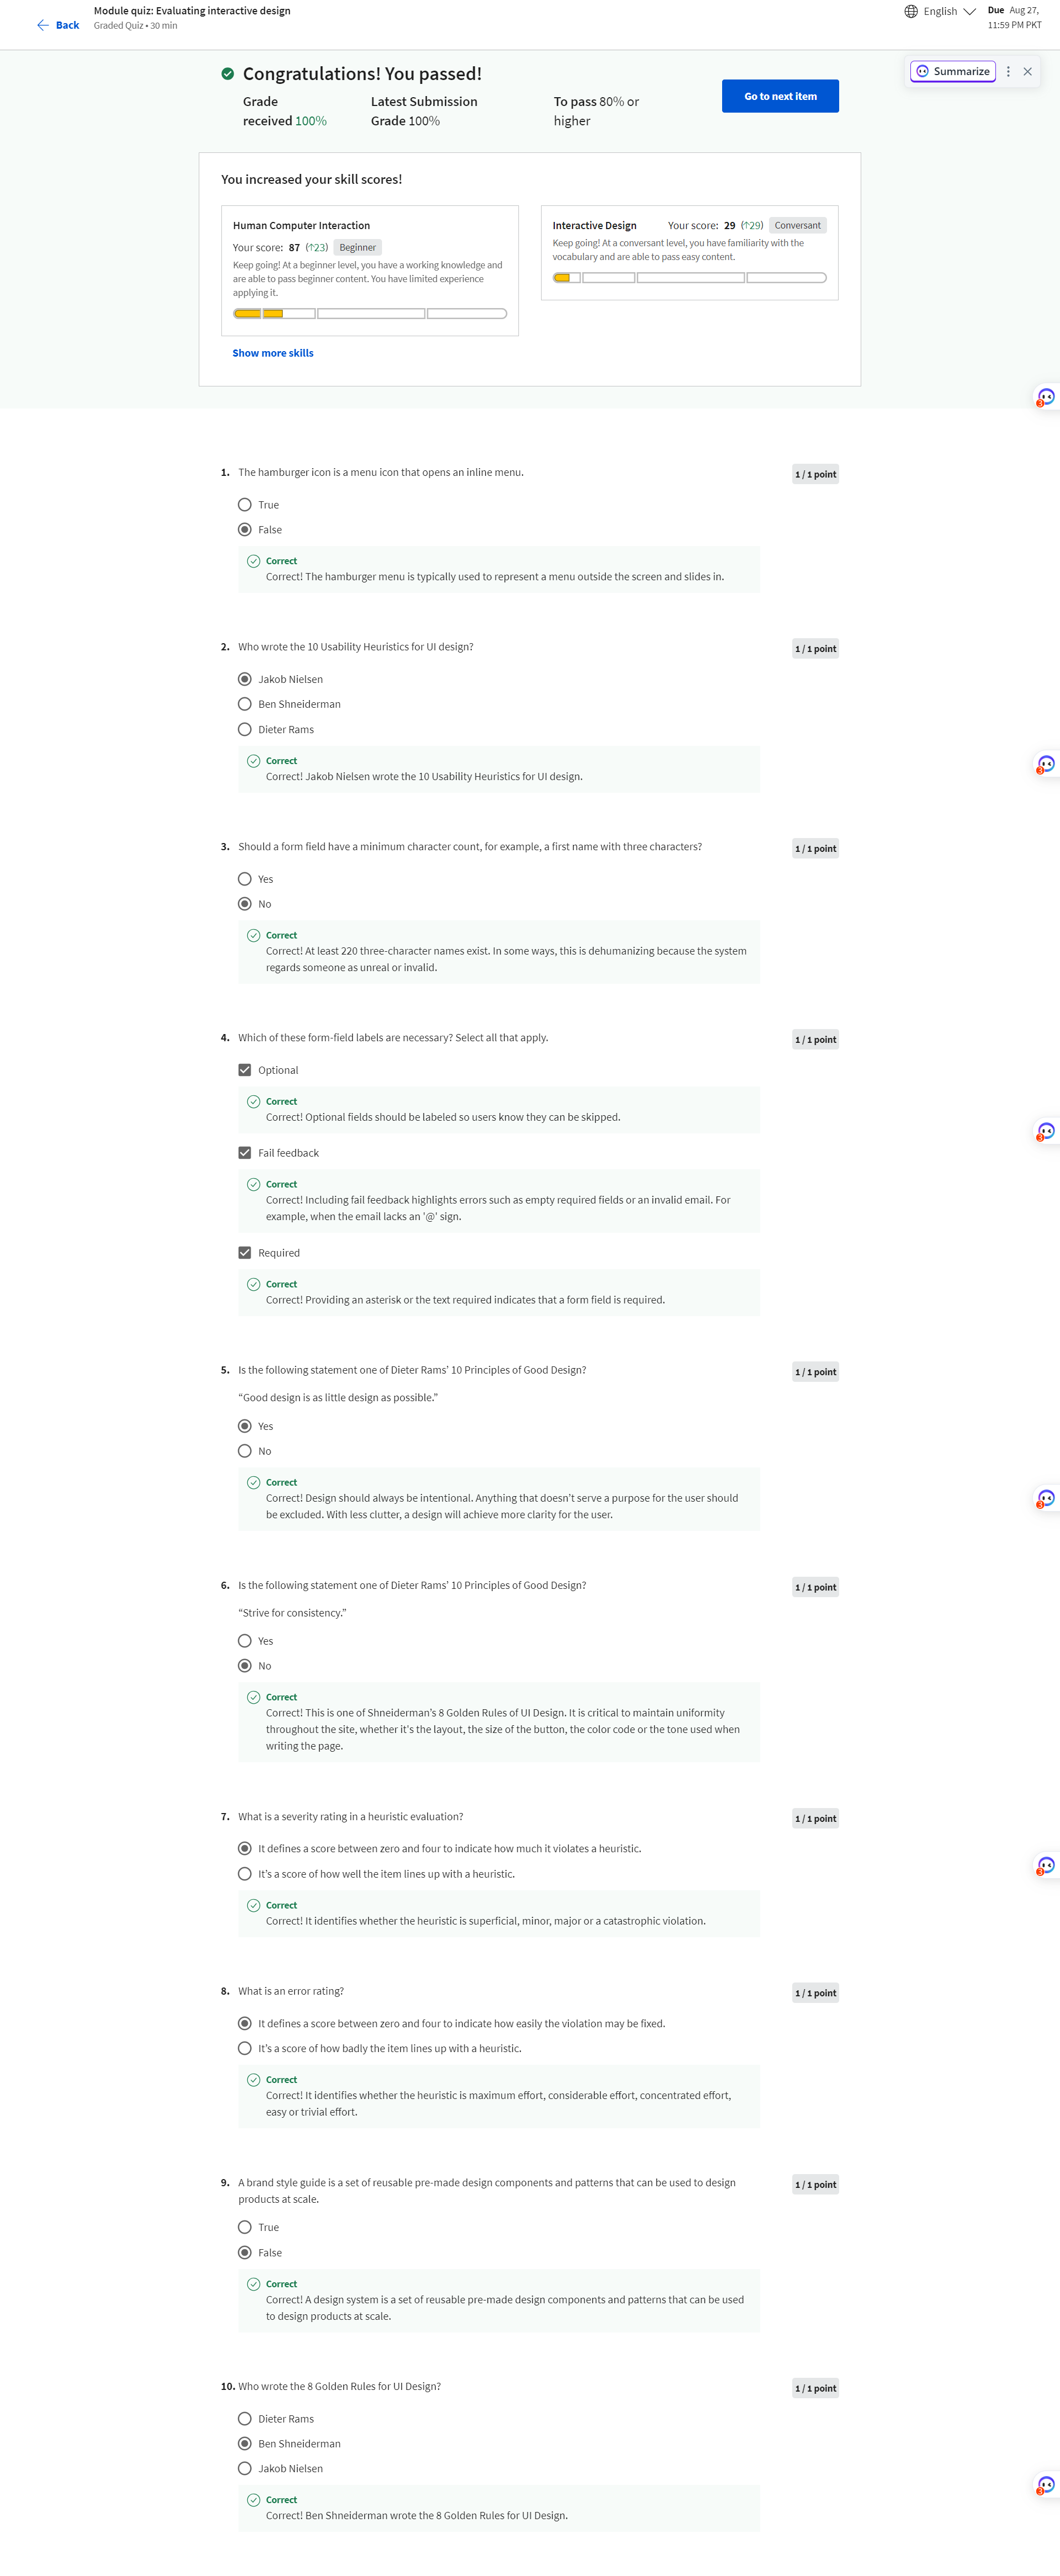 Module quiz: Evaluating interactive design
Back
Graded Quiz • 30 min
English
Due Aug 27,
11:59 PM PKT
Congratulations! You passed!
Summarize
Grade
received 100%
Latest Submission
Grade 100%
To pass 80% or
higher
Go to next item
You increased your skill scores!
Human Computer Interaction
Your score: 87 (↑23) Beginner
Keep going! At a beginner level, you have a working knowledge and
are able to pass beginner content. You have limited experience
applying it.
Interactive Design Your score: 29 (↑29) Conversant
Keep going! At a conversant level, you have familiarity with the
vocabulary and are able to pass easy content.
Show more skills
3
1. The hamburger icon is a menu icon that opens an inline menu.
1 / 1 point
True
False
Correct
Correct! The hamburger menu is typically used to represent a menu outside the screen and slides in.
2. Who wrote the 10 Usability Heuristics for UI design?
1 / 1 point
Jakob Nielsen
Ben Shneiderman
Dieter Rams
Correct
3
Correct! Jakob Nielsen wrote the 10 Usability Heuristics for UI design.
3. Should a form field have a minimum character count, for example, a first name with three characters?
1 / 1 point
Yes
No
Correct
Correct! At least 220 three-character names exist. In some ways, this is dehumanizing because the system
regards someone as unreal or invalid.
4. Which of these form-field labels are necessary? Select all that apply.
1 / 1 point
Optional
Correct
Correct! Optional fields should be labeled so users know they can be skipped.
3
Fail feedback
Correct
Correct! Including fail feedback highlights errors such as empty required fields or an invalid email. For
example, when the email lacks an '@' sign.
Required
Correct
Correct! Providing an asterisk or the text required indicates that a form field is required.
5. Is the following statement one of Dieter Rams' 10 Principles of Good Design?
1 / 1 point
“Good design is as little design as possible.”
Yes
No
Correct
Correct! Design should always be intentional. Anything that doesn't serve a purpose for the user should
3
be excluded. With less clutter, a design will achieve more clarity for the user.
6. Is the following statement one of Dieter Rams' 10 Principles of Good Design?
1 / 1 point
“Strive for consistency.”
Yes
No
Correct
Correct! This is one of Shneiderman's 8 Golden Rules of UI Design. It is critical to maintain uniformity
throughout the site, whether it's the layout, the size of the button, the color code or the tone used when
writing the page.
7. What is a severity rating in a heuristic evaluation?
1 / 1 point
It defines a score between zero and four to indicate how much it violates a heuristic.
It's a score of how well the item lines up with a heuristic.
3
Correct
Correct! It identifies whether the heuristic is superficial, minor, major or a catastrophic violation.
8. What is an error rating?
1 / 1 point
It defines a score between zero and four to indicate how easily the violation may be fixed.
It's a score of how badly the item lines up with a heuristic.
Correct
Correct! It identifies whether the heuristic is maximum effort, considerable effort, concentrated effort,
easy or trivial effort.
9. A brand style guide is a set of reusable pre-made design components and patterns that can be used to design
products at scale.
1 / 1 point
True
False
Correct
Correct! A design system is a set of reusable pre-made design components and patterns that can be used
to design products at scale.
10. Who wrote the 8 Golden Rules for UI Design?
1 / 1 point
Dieter Rams
Ben Shneiderman
Jakob Nielsen
3
Correct
Correct! Ben Shneiderman wrote the 8 Golden Rules for UI Design.